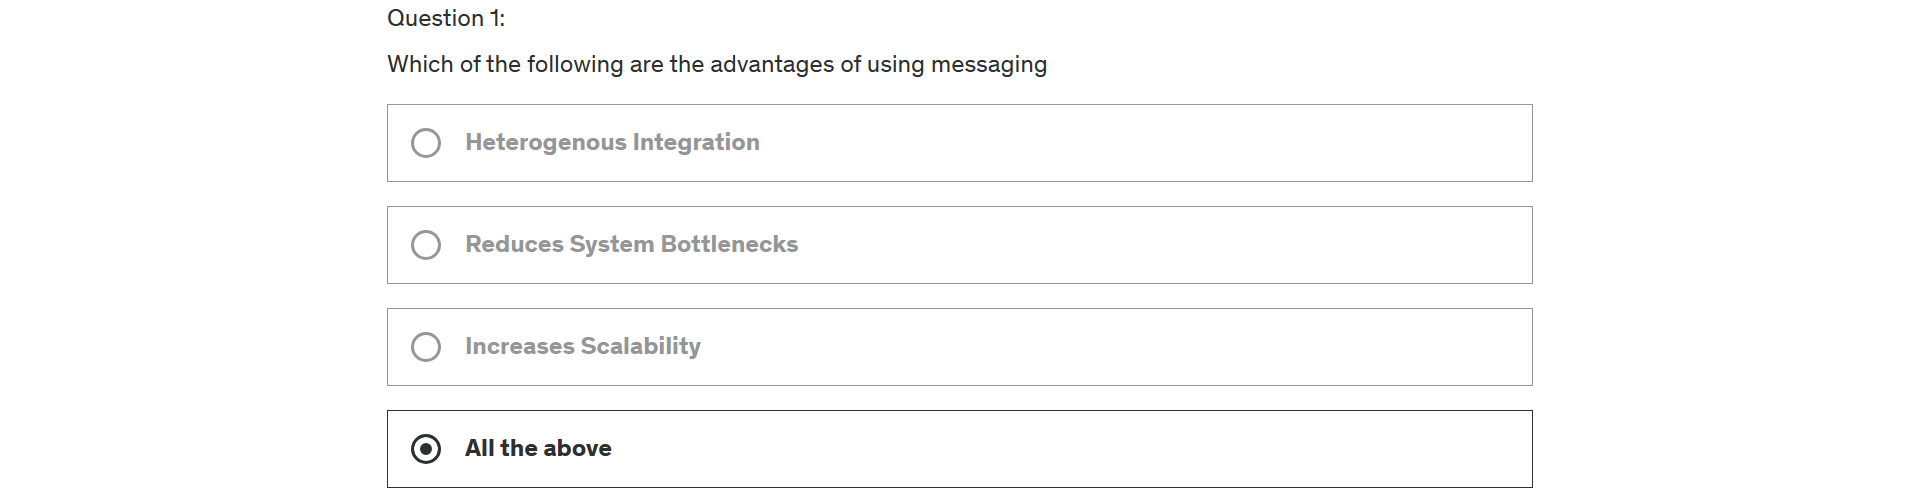 Question 1:
Which of the following are the advantages of using messaging
Heterogenous Integration
Reduces System Bottlenecks
Increases Scalability
All the above